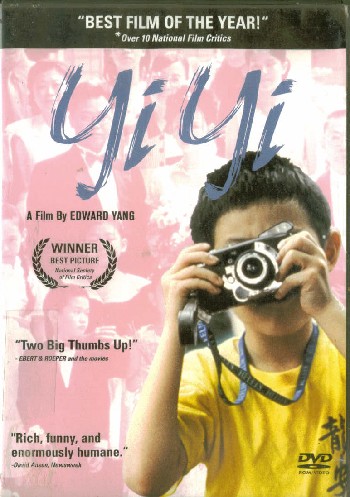 "BEST FILM OF THE YEAR!"
*Over 10 National Film Critics
Yi Yi
A Film By EDWARD YANG
WINNER
BEST PICTURE
National Society
of Film Critics
"Two Big Thumbs Up!"
- EBERT & ROEPER and the movies
"Rich, funny, and
enormously humane."
-David Ansen, Newsweek
DVD